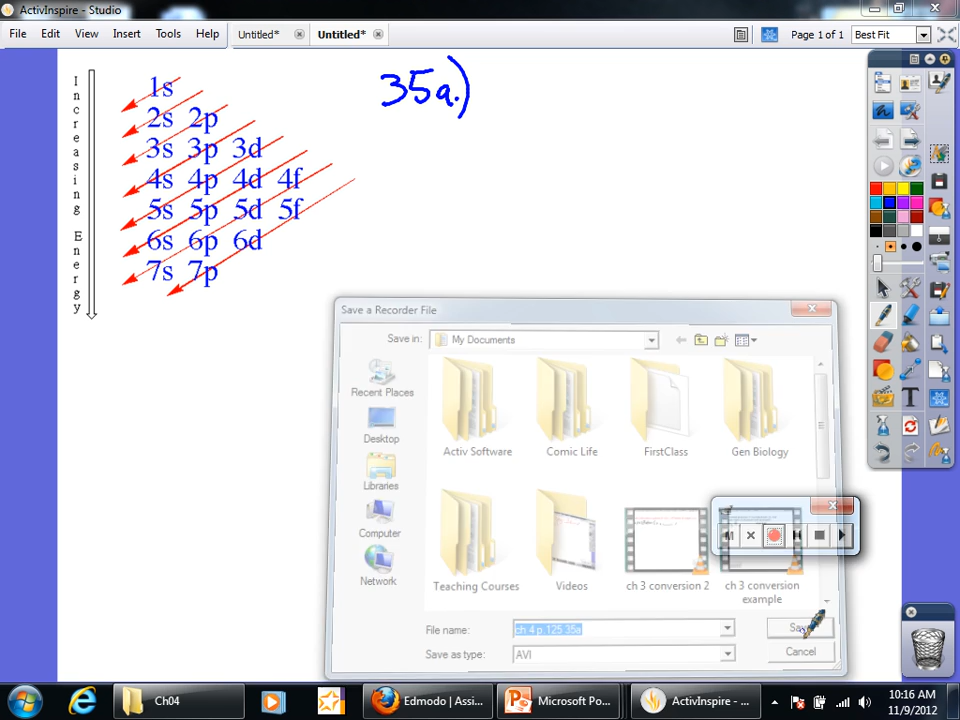 ActivInspire - Studio
File Edit View Insert Tools Help Untitled* Untitled* Page 1 of 1 Best Fit
Increasing Energy
1s
2s 2p
3s 3p 3d
4s 4p 4d 4f
5s 5p 5d 5f
6s 6p 6d
7s 7p
35a.)
Save a Recorder File
Save in: My Documents
Recent Places
Desktop
Libraries
Computer
Network
Activ Software Comic Life FirstClass Gen Biology
Teaching Courses Videos ch 3 conversion 2 ch 3 conversion
example
File name: ch 4 p.125 35a
Save as type: AVI
Cancel
Ch04 Edmodo | Assi... Microsoft Po... ActivInspire - ... 10:16 AM
11/9/2012